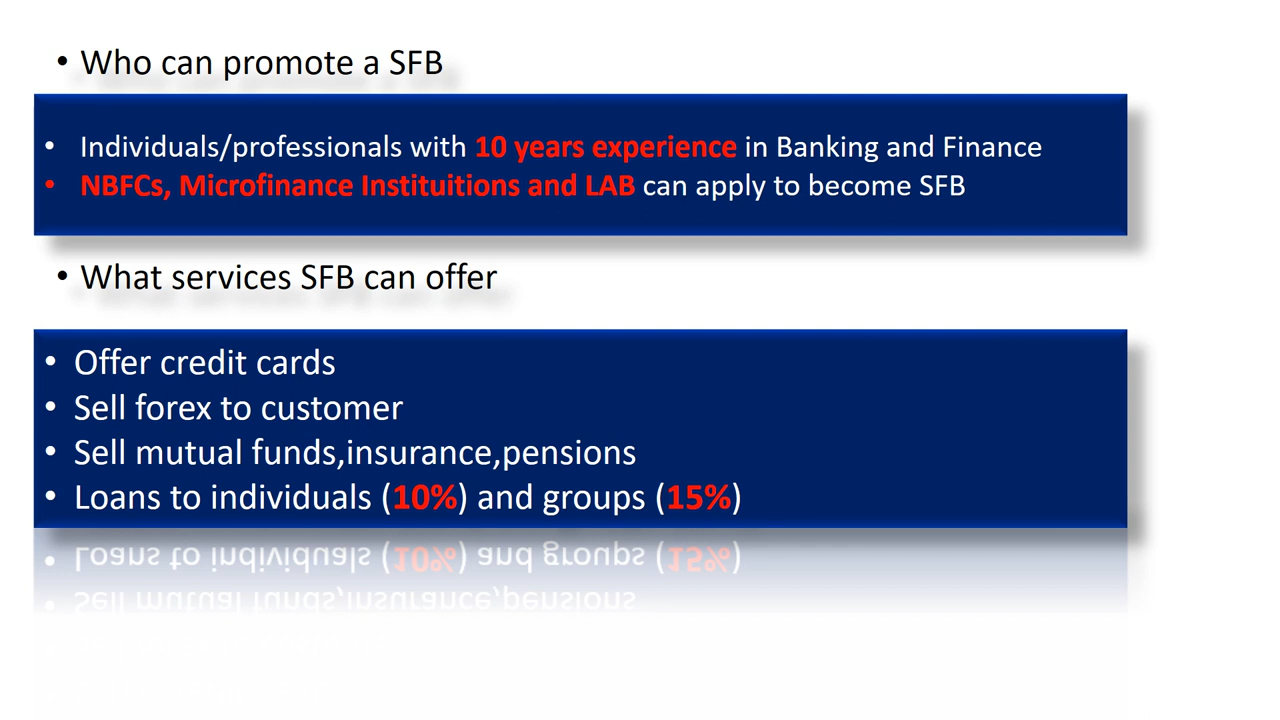 • Who can promote a SFB
• Individuals/professionals with 10 years experience in Banking and Finance
• NBFCs, Microfinance Instituitions and LAB can apply to become SFB
• What services SFB can offer
• Offer credit cards
• Sell forex to customer
• Sell mutual funds,insurance,pensions
• Loans to individuals (10%) and groups (15%)